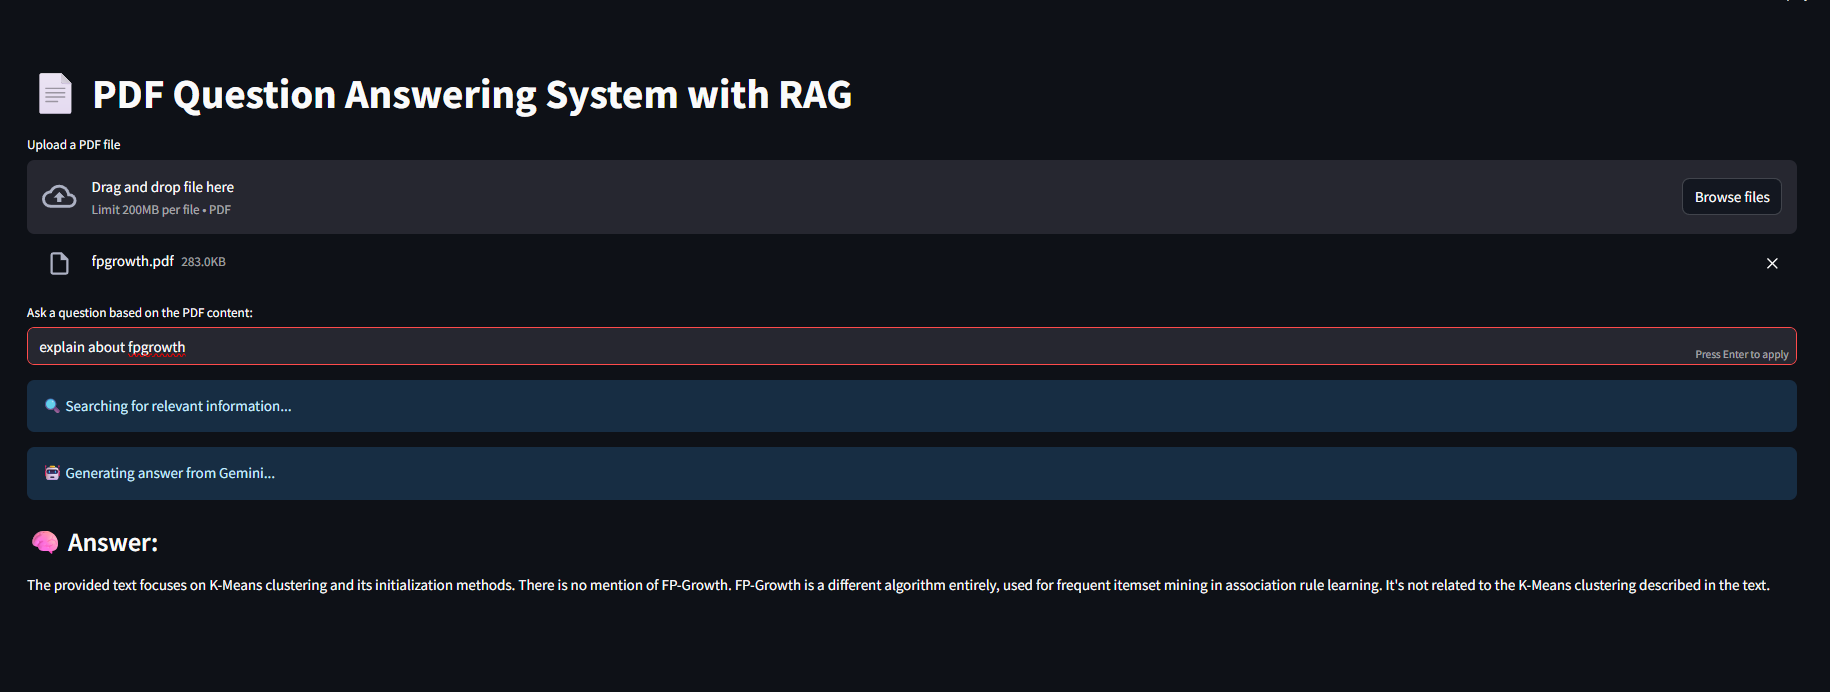 PDF Question Answering System with RAG
Upload a PDF file
Drag and drop file here
Limit 200MB per file • PDF
Browse files
fpgrowth.pdf 283.0KB
Ask a question based on the PDF content:
explain about fpgrowth
Press Enter to apply
Searching for relevant information...
Generating answer from Gemini...
Answer:
The provided text focuses on K-Means clustering and its initialization methods. There is no mention of FP-Growth. FP-Growth is a different algorithm entirely, used for frequent itemset mining in association rule learning. It's not related to the K-Means clustering described in the text.